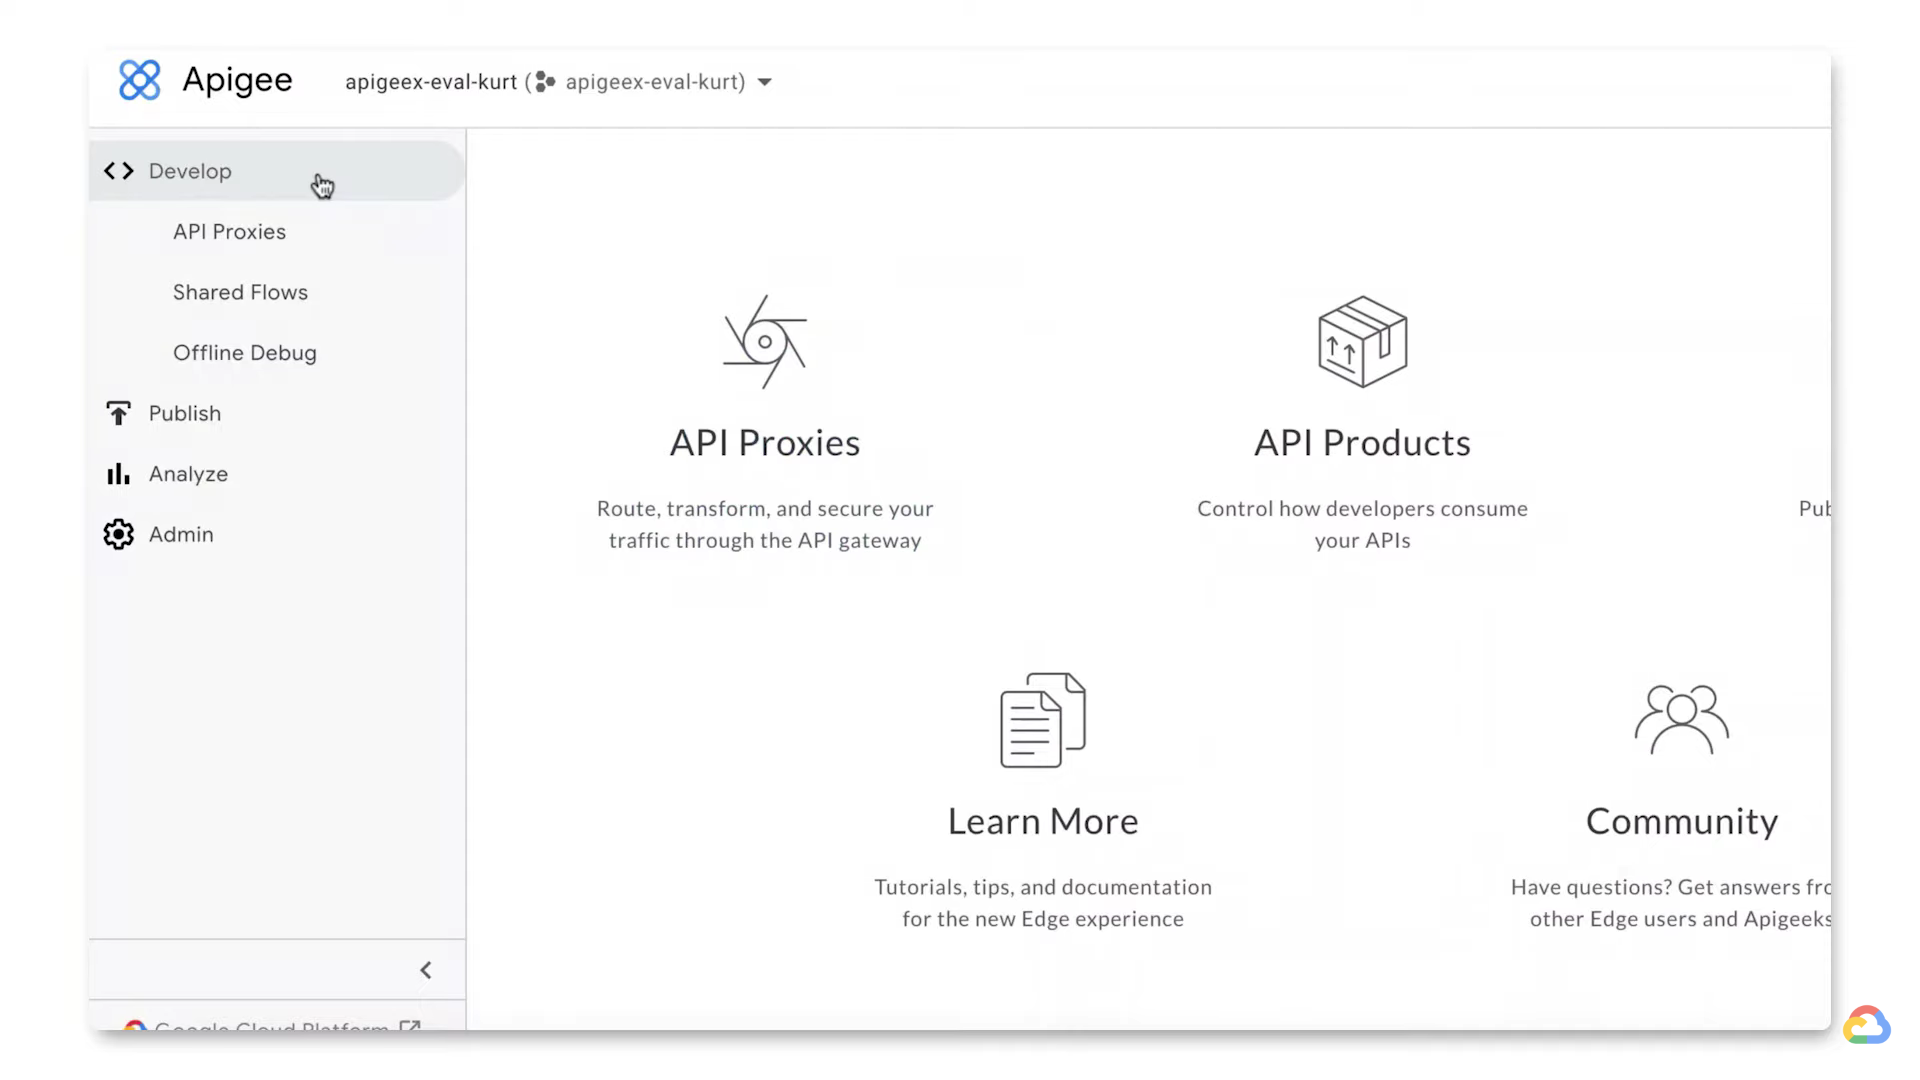 Apigee
apigeex-eval-kurt ( apigeex-eval-kurt)
Develop
API Proxies
Shared Flows
Offline Debug
Publish
Analyze
Admin
API Proxies
Route, transform, and secure your
traffic through the API gateway
API Products
Control how developers consume
your APIs
Pub
Learn More
Tutorials, tips, and documentation
for the new Edge experience
Community
Have questions? Get answers fro
other Edge users and Apigeeks
Google Cloud Platform